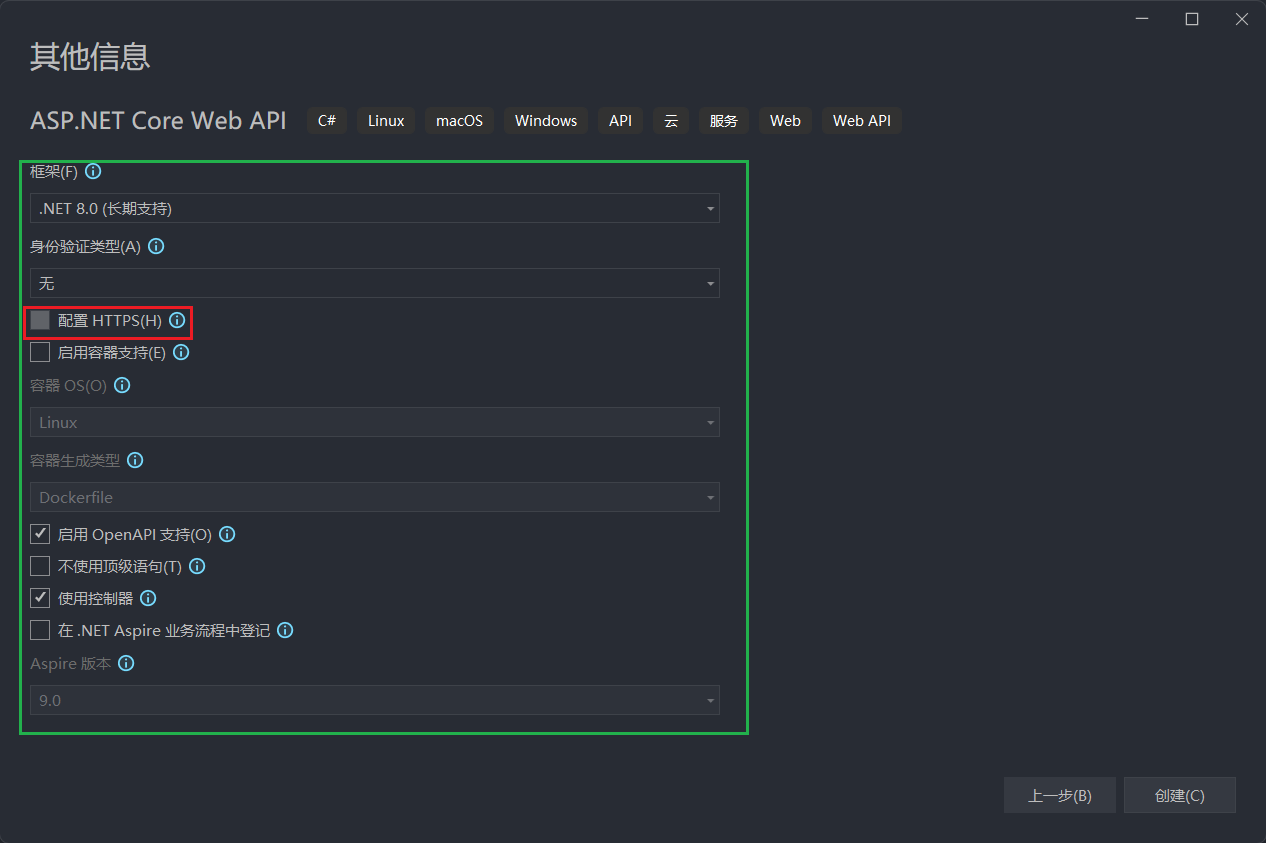 其他信息
ASP.NET Core Web API C# Linux macOS Windows API 云 服务 Web Web API
框架(F)
.NET 8.0 (长期支持)
身份验证类型(A)
无
配置 HTTPS(H)
启用容器支持(E)
容器 OS(O)
Linux
容器生成类型
Dockerfile
启用 OpenAPI 支持(O)
不使用顶级语句(T)
使用控制器
在 .NET Aspire 业务流程中登记
Aspire 版本
9.0
上一步(B) 创建(C)